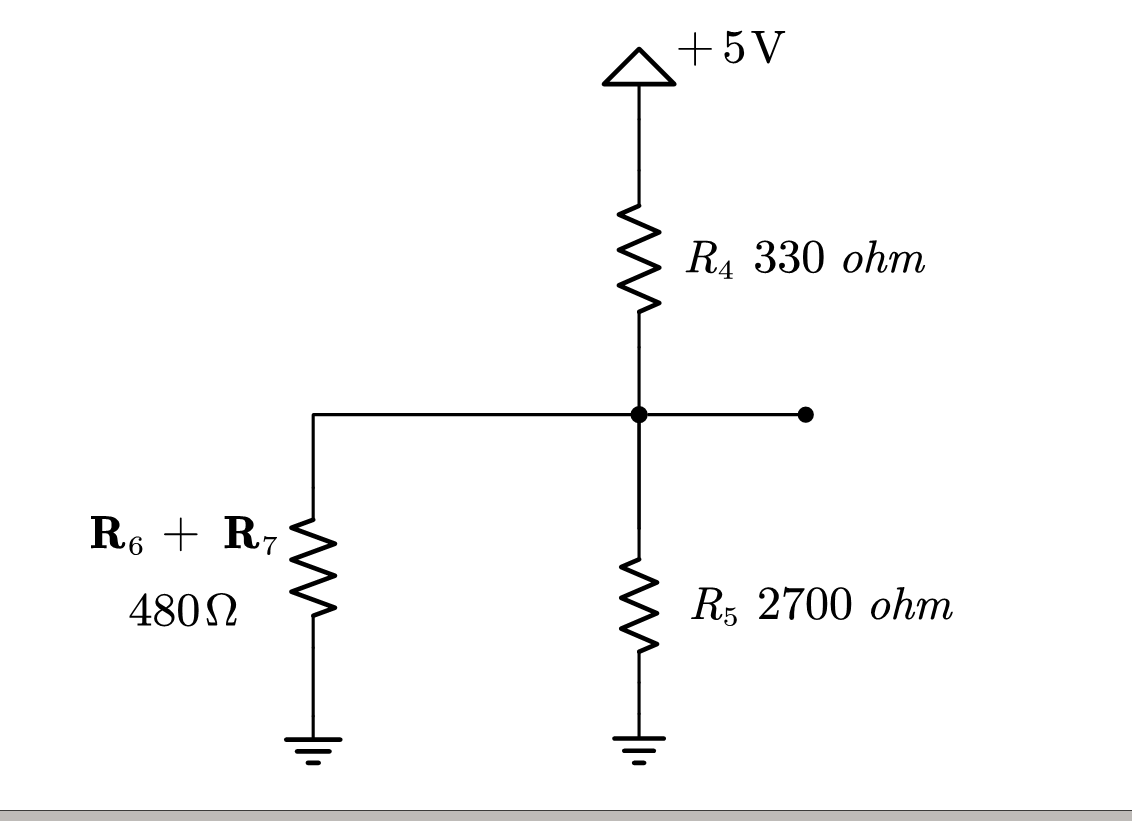 +5V
R₄ 330 ohm
R₆ + R₇
480Ω
R₅ 2700 ohm